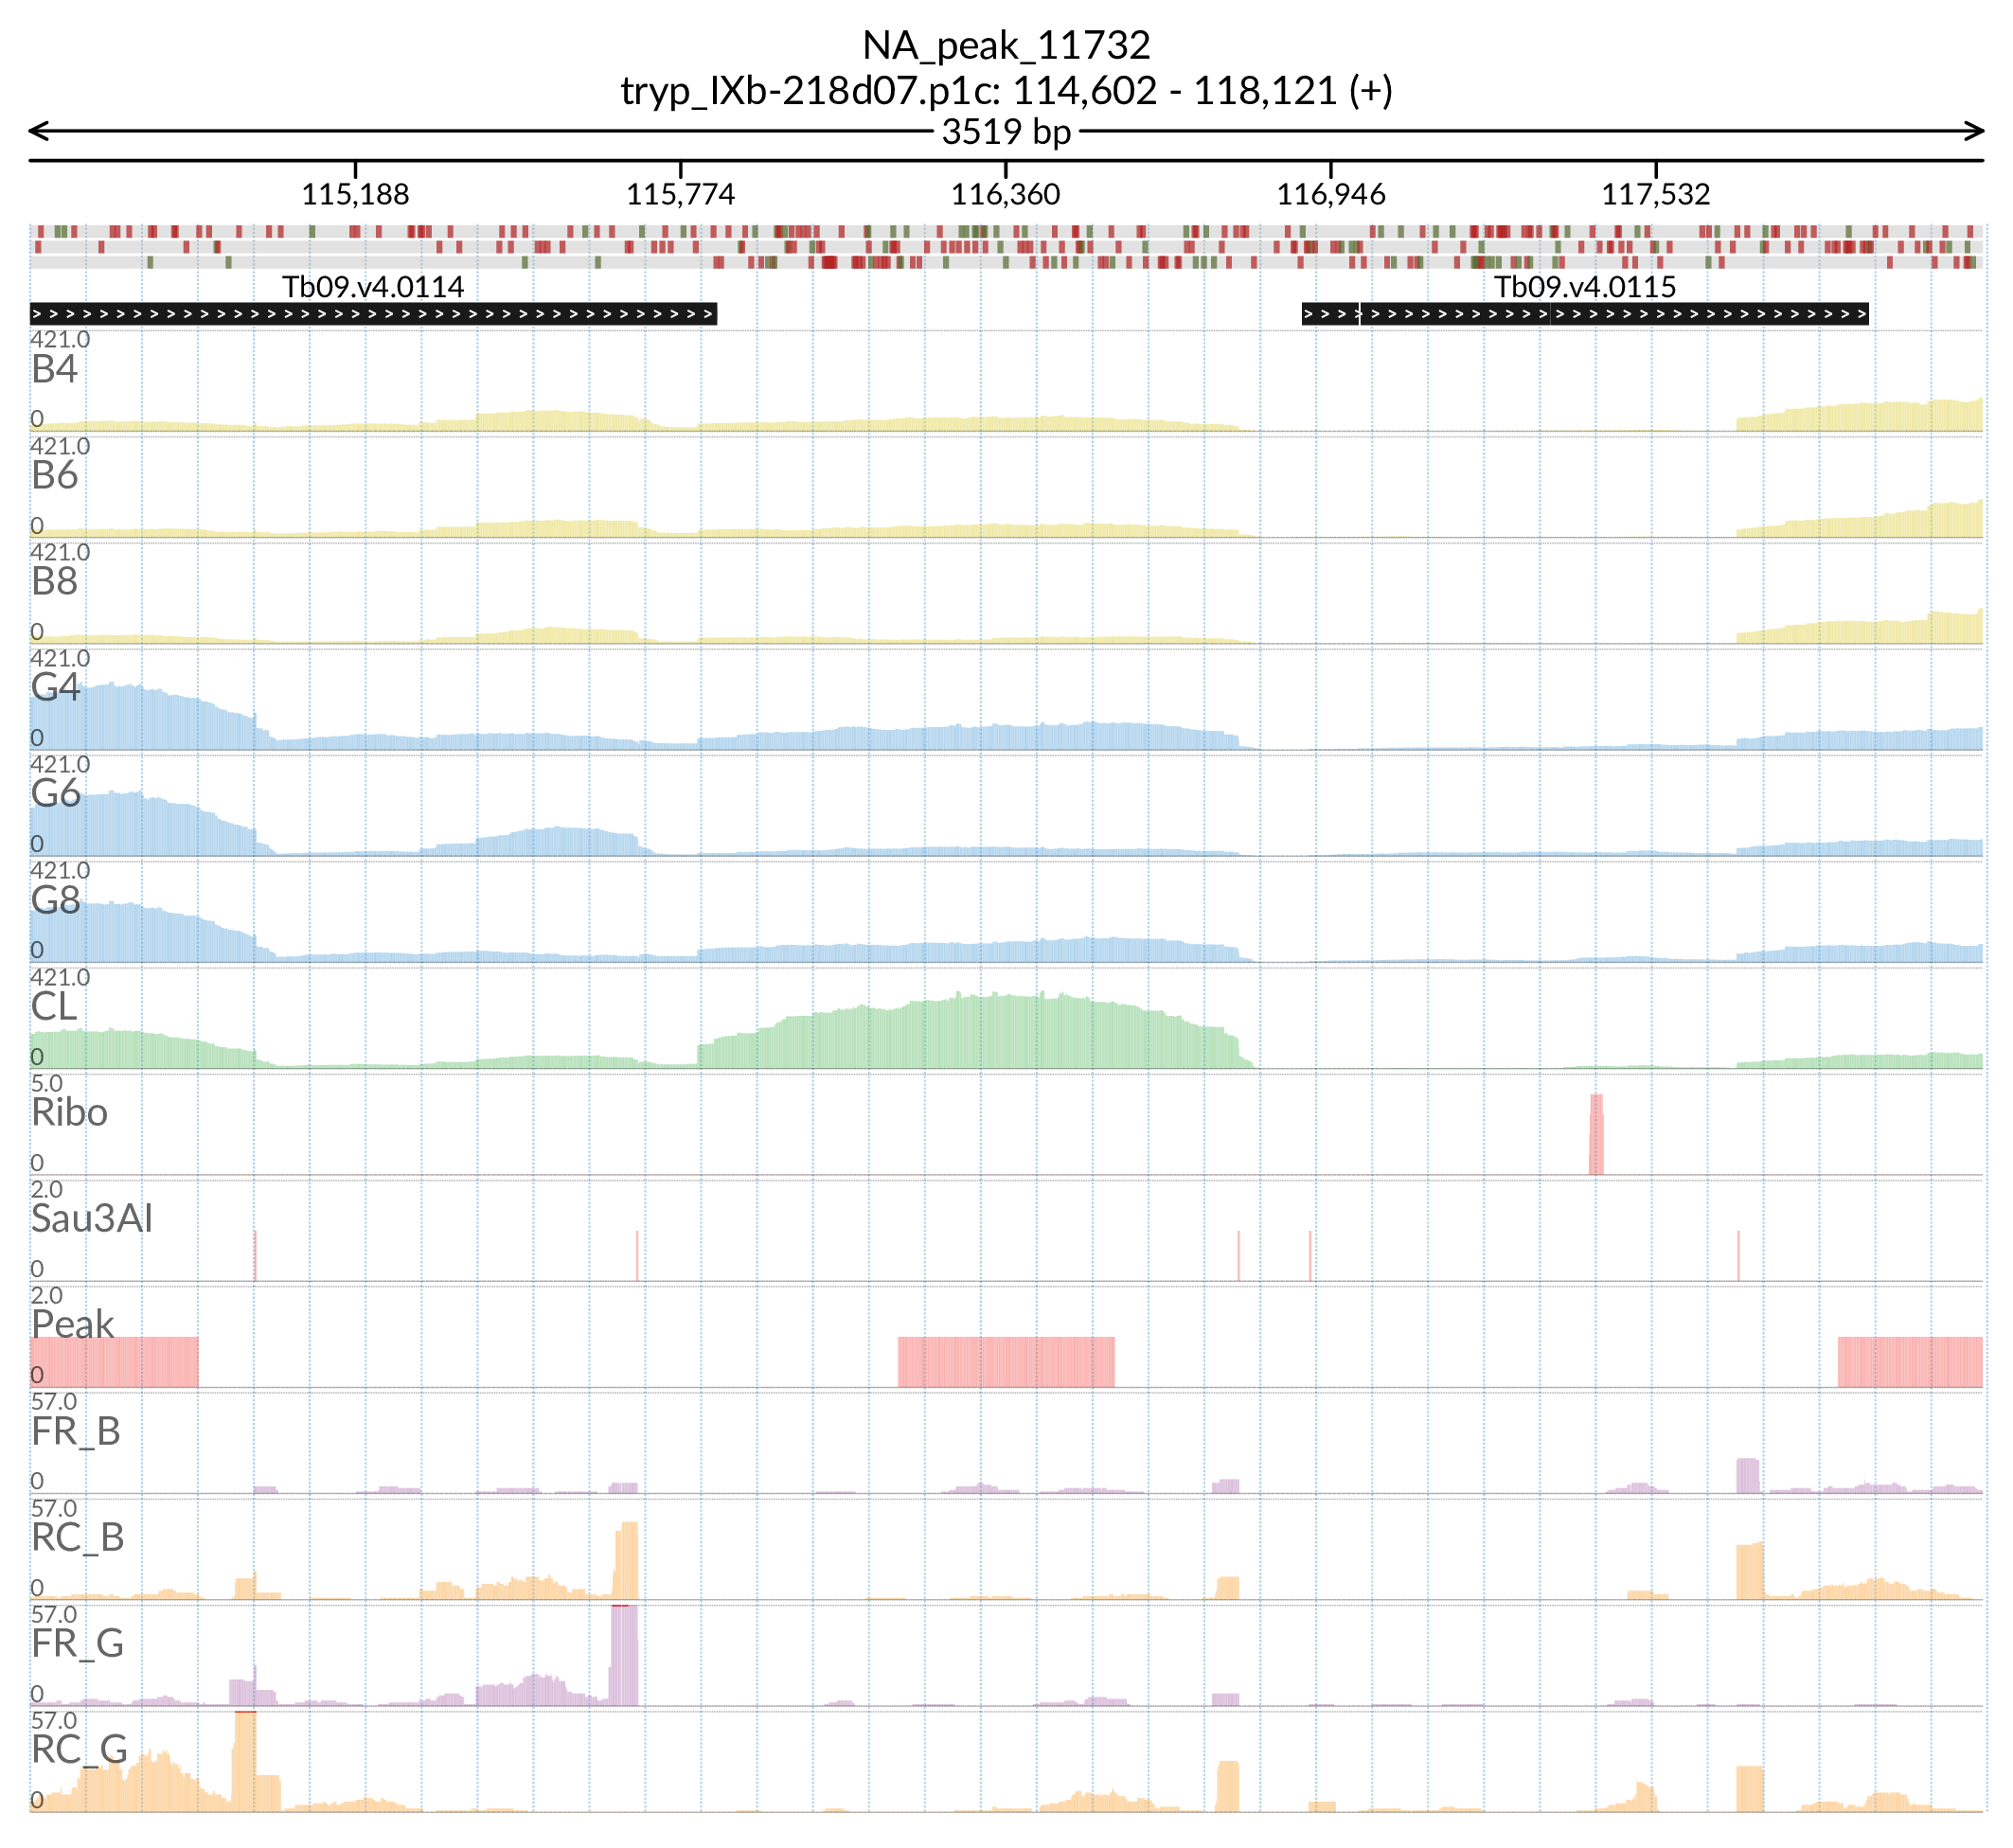 NA_peak_11732
tryp_IXb-218d07.p1c: 114,602 - 118,121 (+)
3519 bp
115,188 115,774 116,360 116,946 117,532
Tb09.v4.0114 Tb09.v4.0115
421.0
B4
0
421.0
B6
0
421.0
B8
0
421.0
G4
0
421.0
G6
0
421.0
G8
0
421.0
CL
0
5.0
Ribo
0
2.0
Sau3AI
0
2.0
Peak
0
57.0
FR_B
0
57.0
RC_B
0
57.0
FR_G
0
57.0
RC_G
0